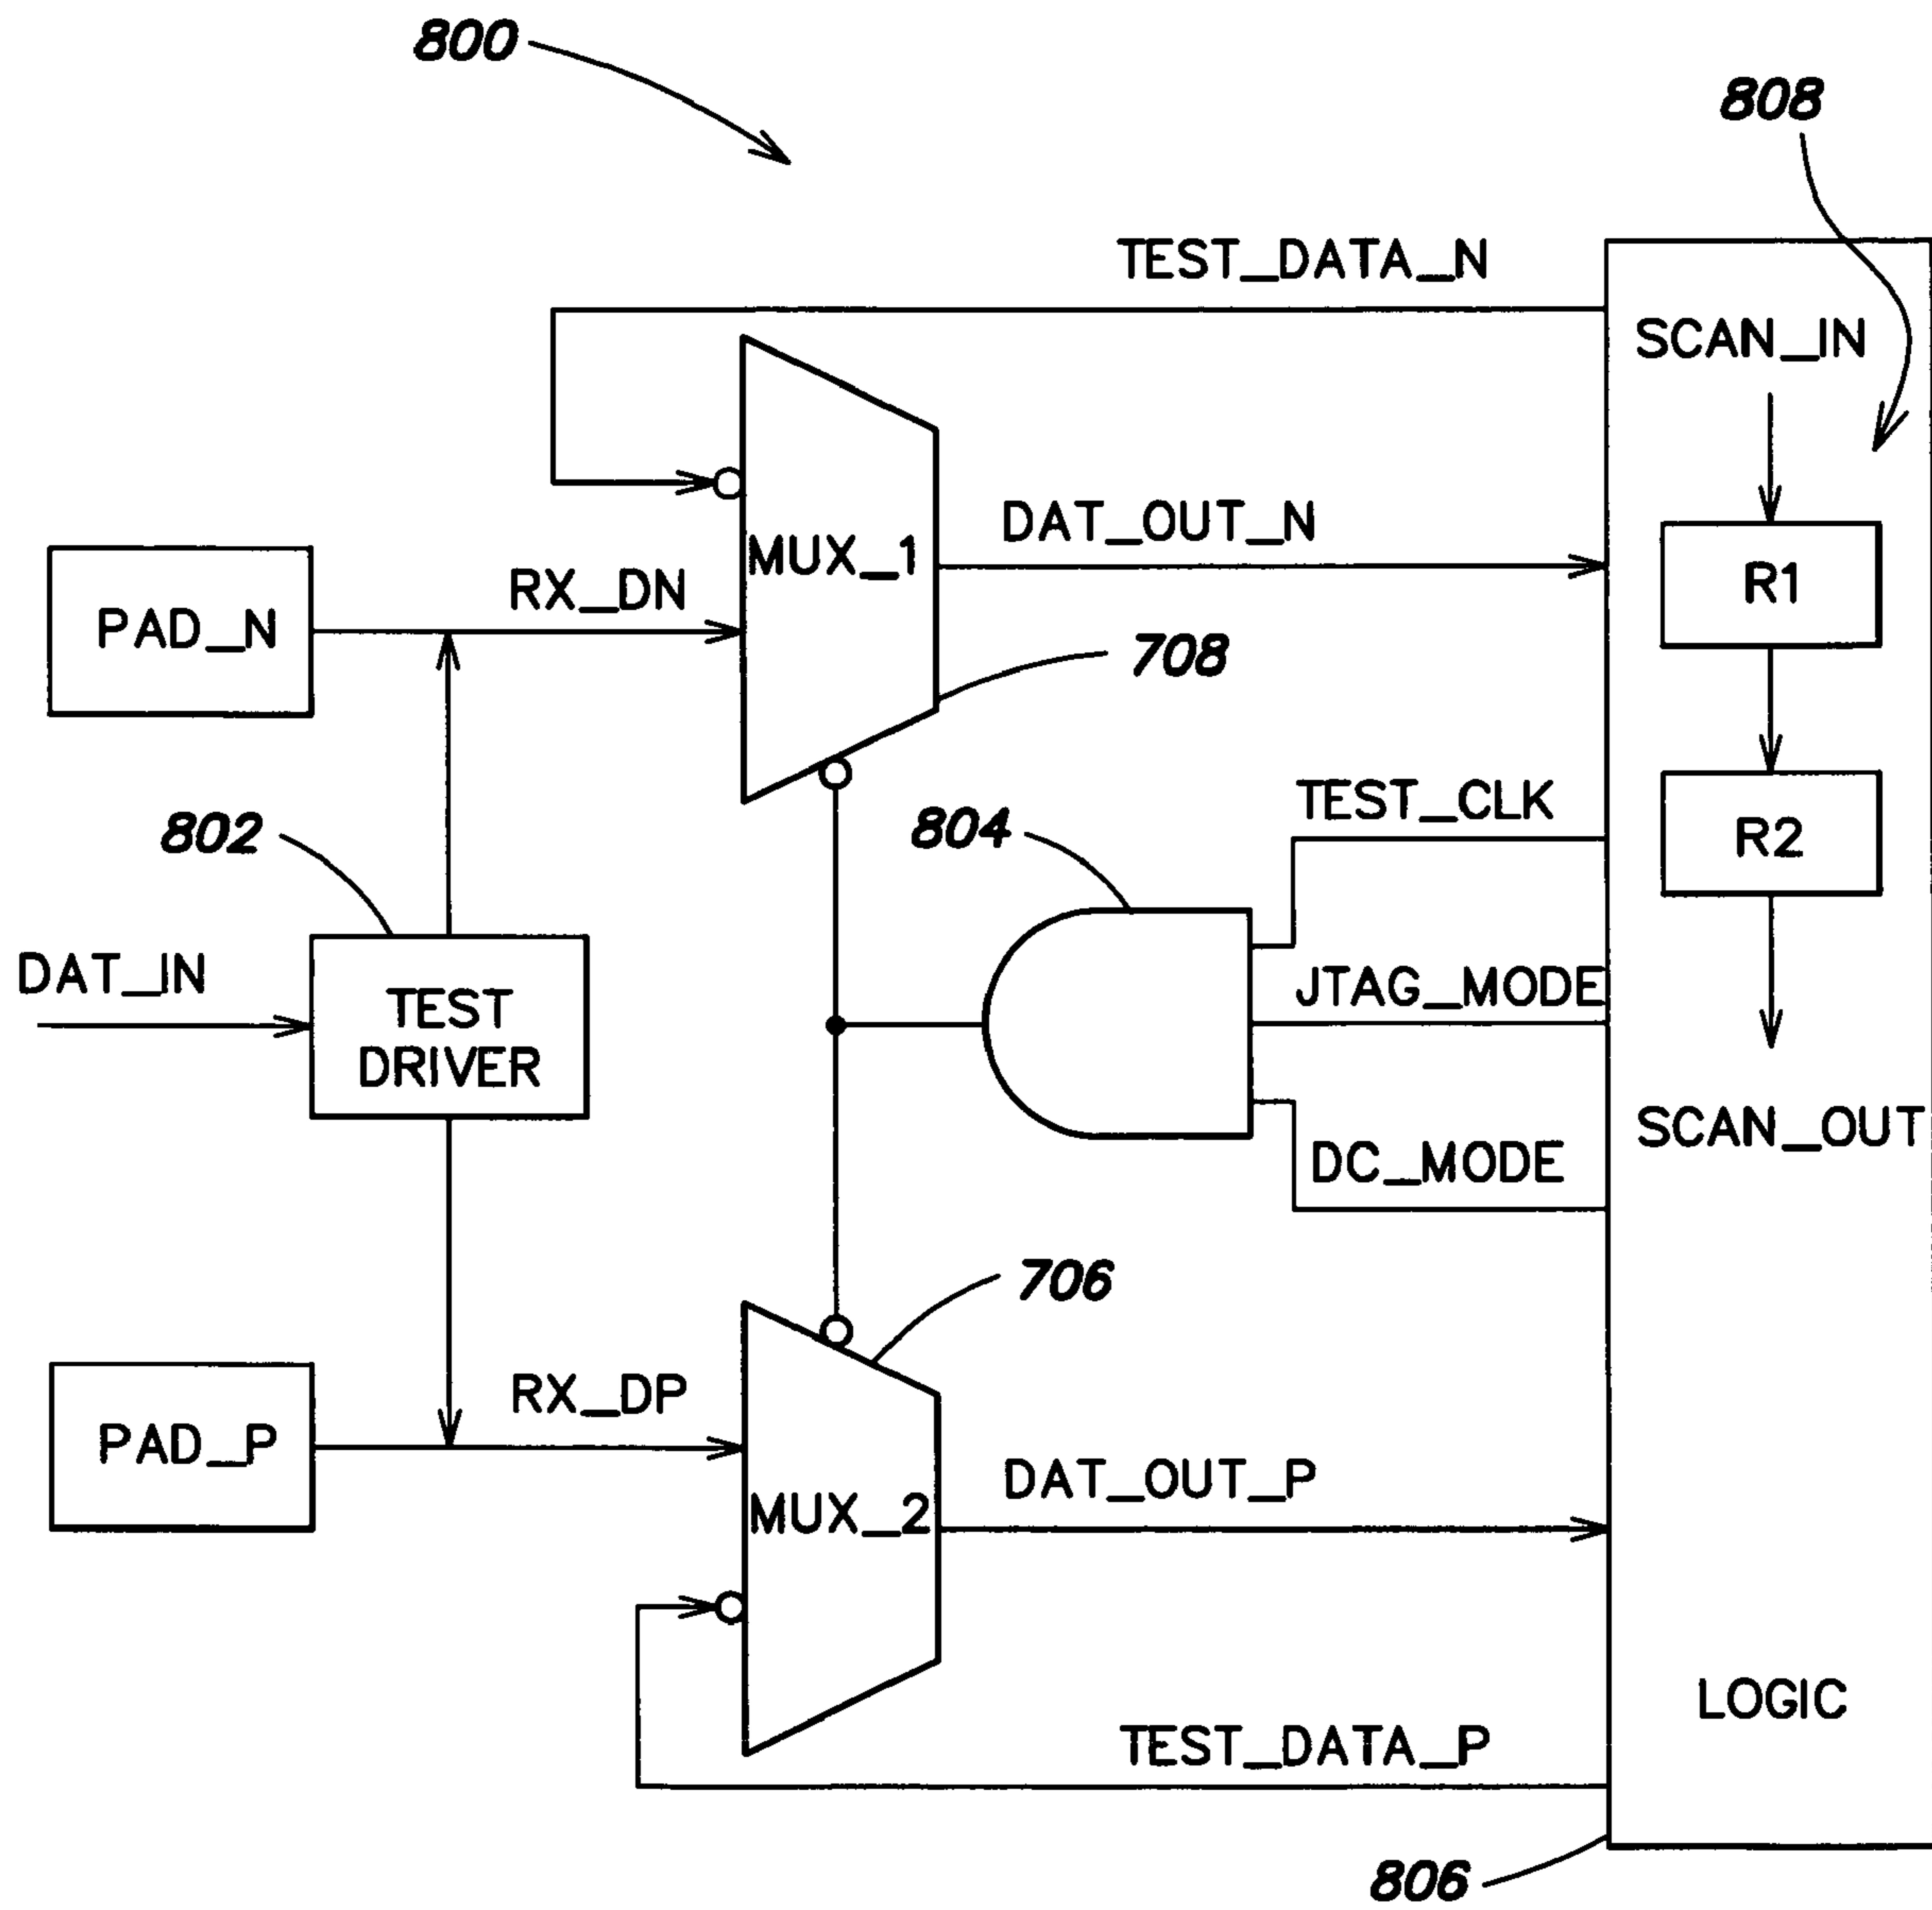 800
808
TEST_DATA_N
SCAN_IN
MUX_1
DAT_OUT_N
PAD_N
RX_DN
R1
708
TEST_CLK
802
804
R2
DAT_IN
TEST
DRIVER
JTAG_MODE
SCAN_OUT
DC_MODE
706
RX_DP
PAD_P
MUX_2
DAT_OUT_P
LOGIC
TEST_DATA_P
806